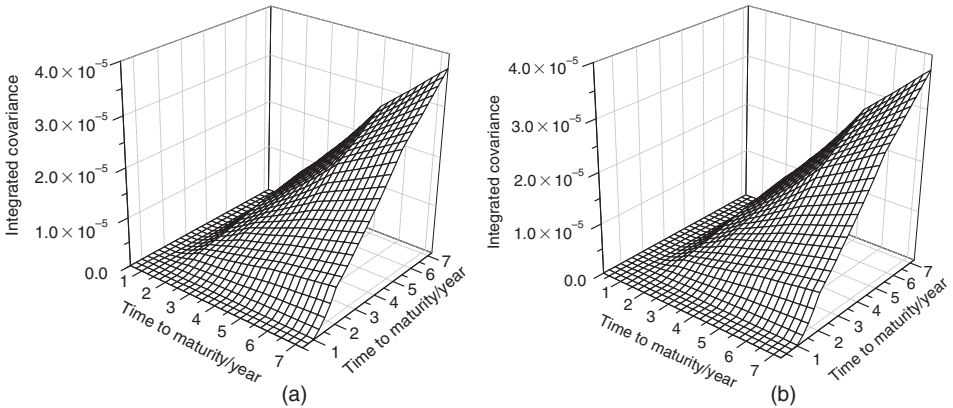 Integrated covariance
4.0 × 10⁻⁵
3.0 × 10⁻⁵
2.0 × 10⁻⁵
1.0 × 10⁻⁵
0.0
1 2 3 4 5 6 7
Time to maturity/year
1 2 3 4 5 6 7
Time to maturity/year
(a)
Integrated covariance
4.0 × 10⁻⁵
3.0 × 10⁻⁵
2.0 × 10⁻⁵
1.0 × 10⁻⁵
0.0
1 2 3 4 5 6 7
Time to maturity/year
1 2 3 4 5 6 7
Time to maturity/year
(b)